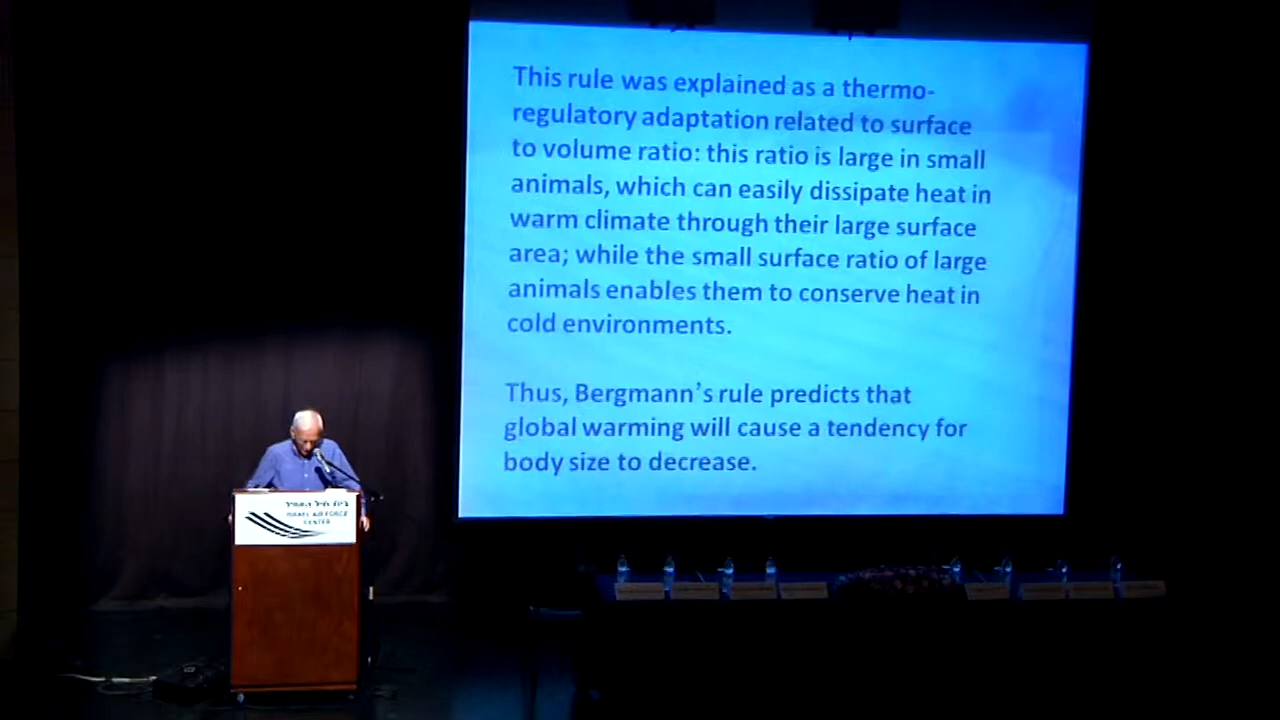 This rule was explained as a thermo-
regulatory adaptation related to surface
to volume ratio: this ratio is large in small
animals, which can easily dissipate heat in
warm climate through their large surface
area; while the small surface ratio of large
animals enables them to conserve heat in
cold environments.
Thus, Bergmann's rule predicts that
global warming will cause a tendency for
body size to decrease.
בית חיל האוויר
ISRAEL AIR FORCE
CENTER